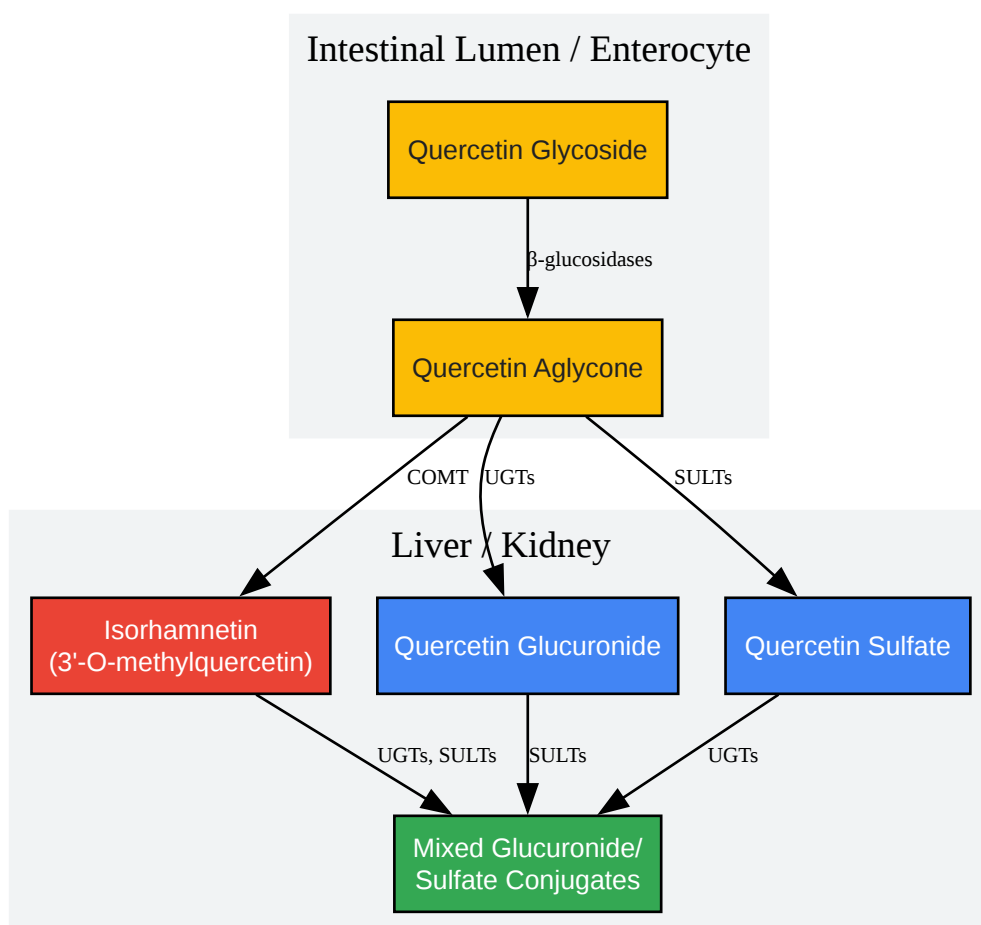 Intestinal Lumen / Enterocyte
Quercetin Glycoside
β-glucosidases
Quercetin Aglycone
COMT
UGTs
SULTs
Liver / Kidney
Isorhamnetin
(3'-O-methylquercetin)
Quercetin Glucuronide
Quercetin Sulfate
UGTs, SULTs
SULTs
UGTs
Mixed Glucuronide/
Sulfate Conjugates